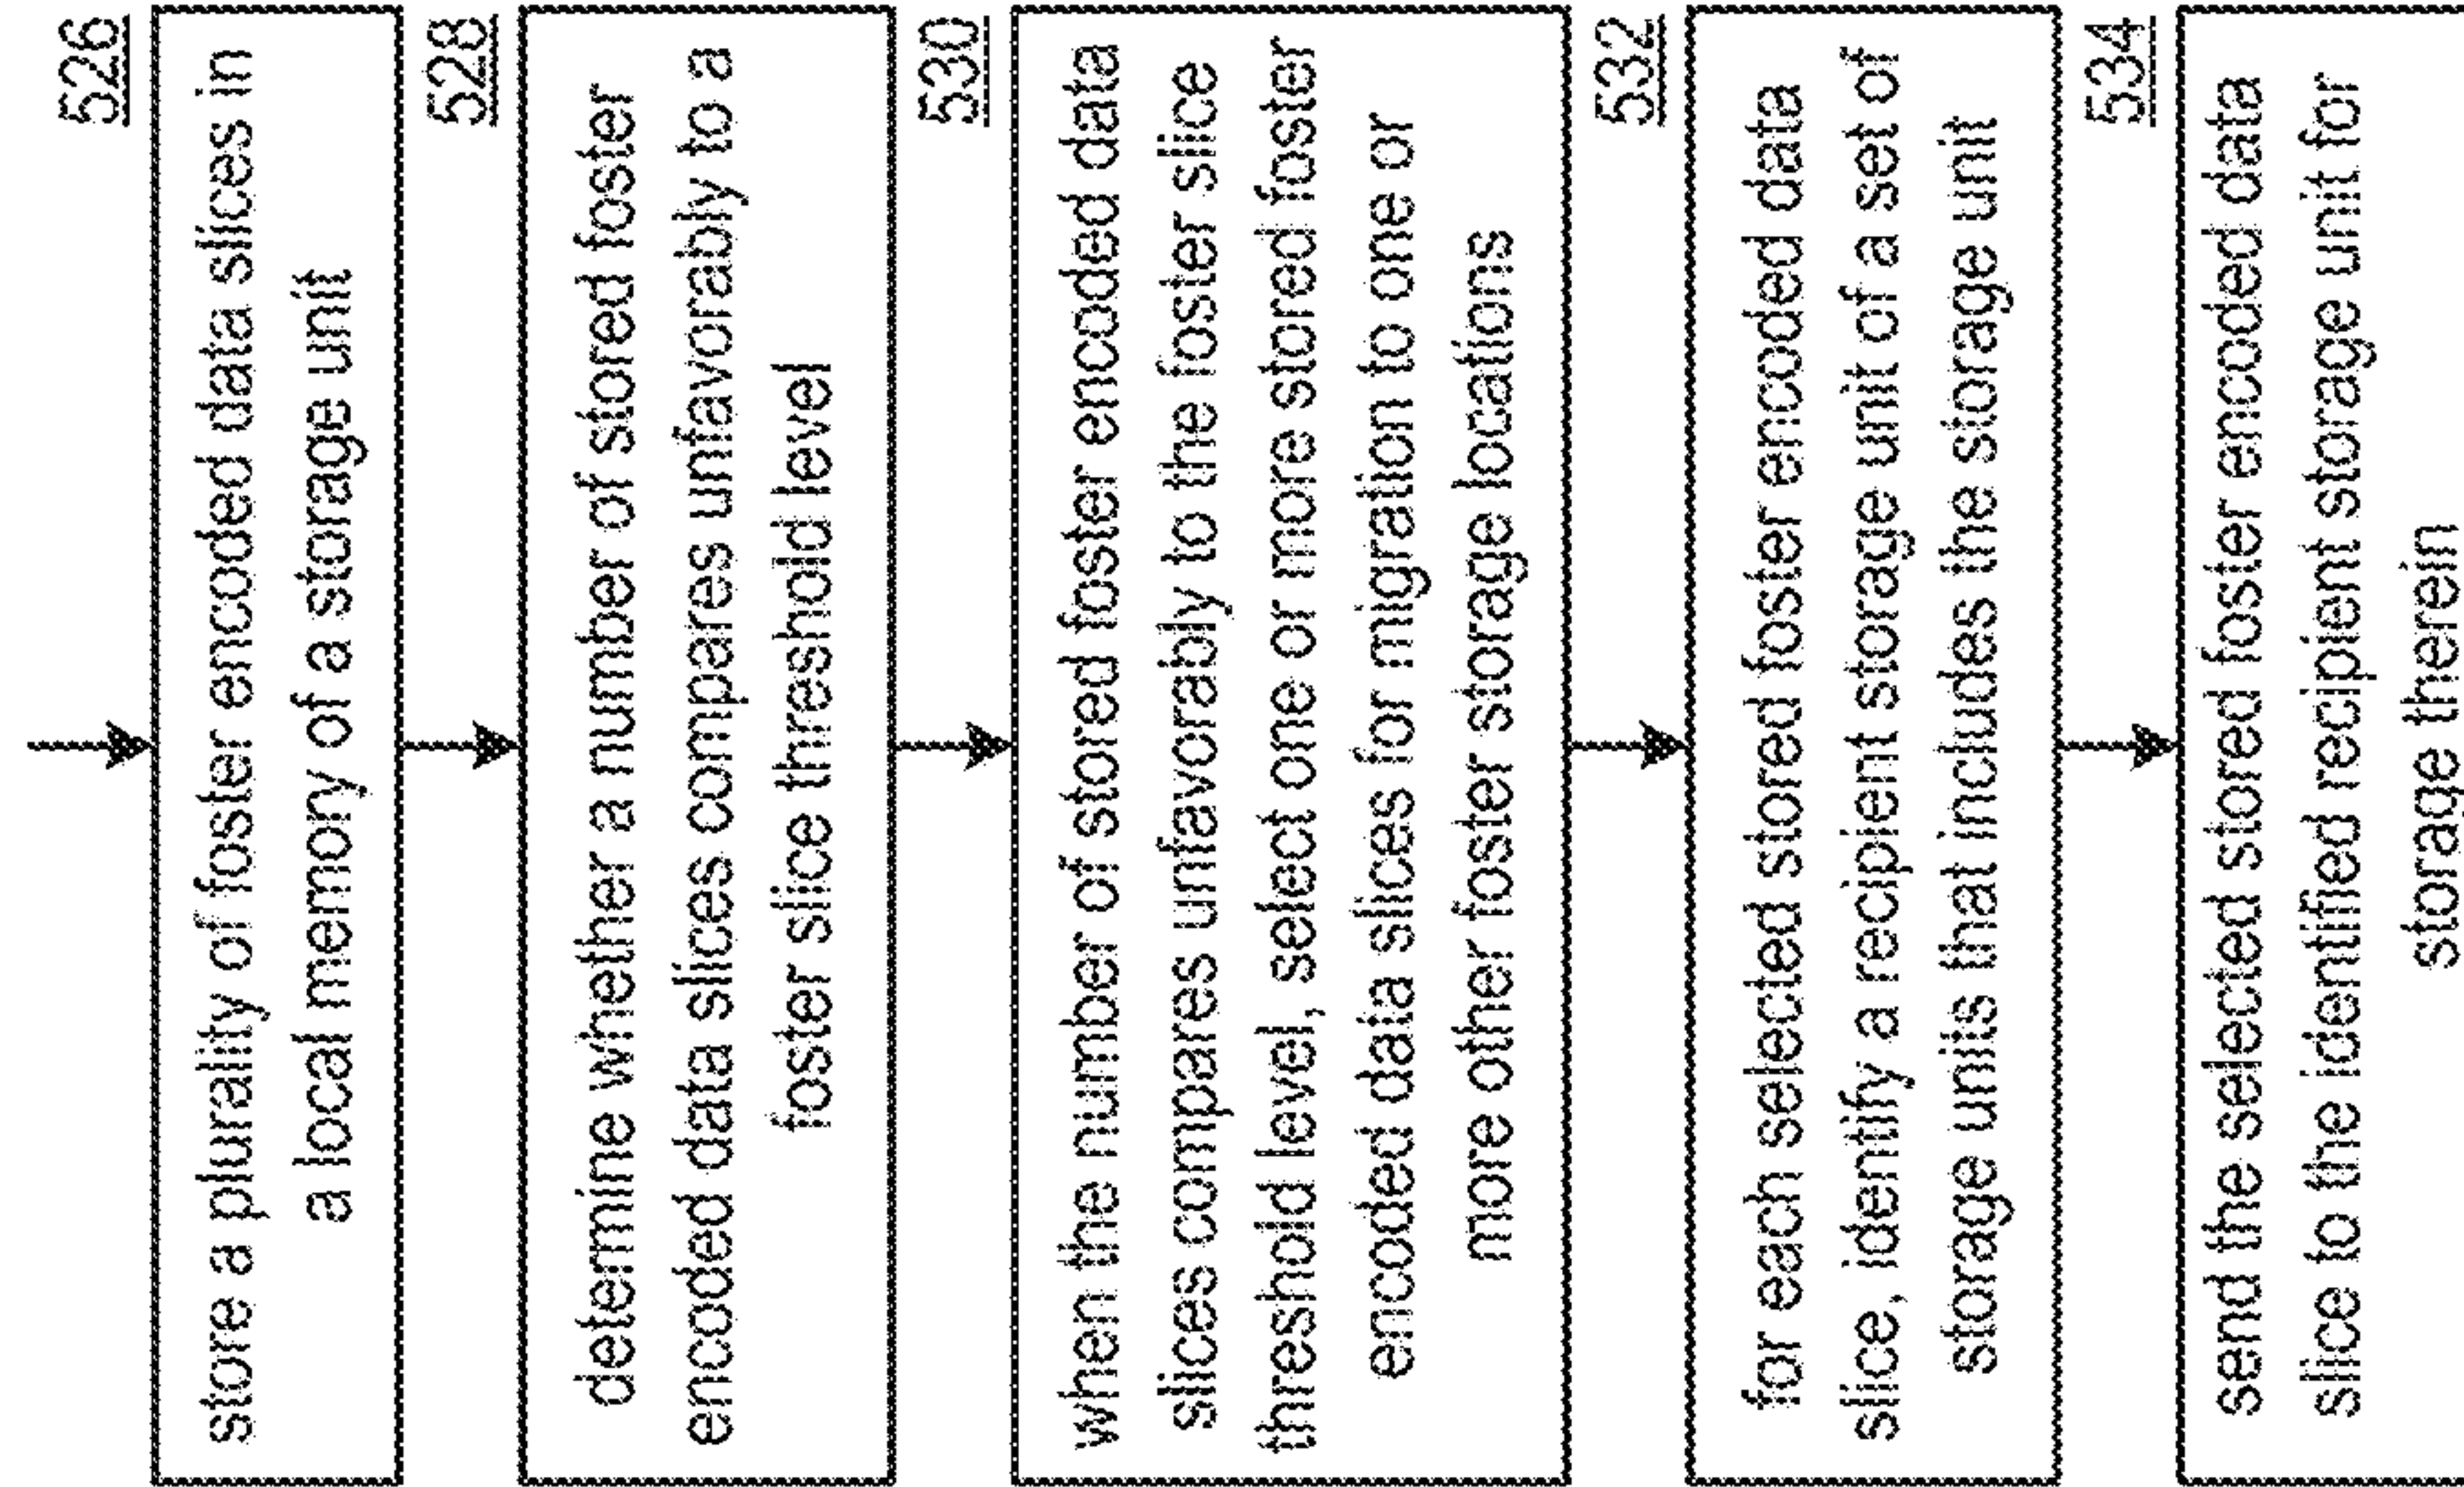 526
store a plurality of foster encoded data slices in
a local memory of a storage unit
528
determine whether a number of stored foster
encoded data slices compares unfavorably to a
foster slice threshold level
530
when the number of stored foster encoded data
slices compares unfavorably to the foster slice
threshold level, select one or more stored foster
encoded data slices for migration to one or
more other foster storage locations
532
for each selected stored foster encoded data
slice, identify a recipient storage unit of a set of
storage units that includes the storage unit
534
send the selected stored foster encoded data
slice to the identified recipient storage unit for
storage therein